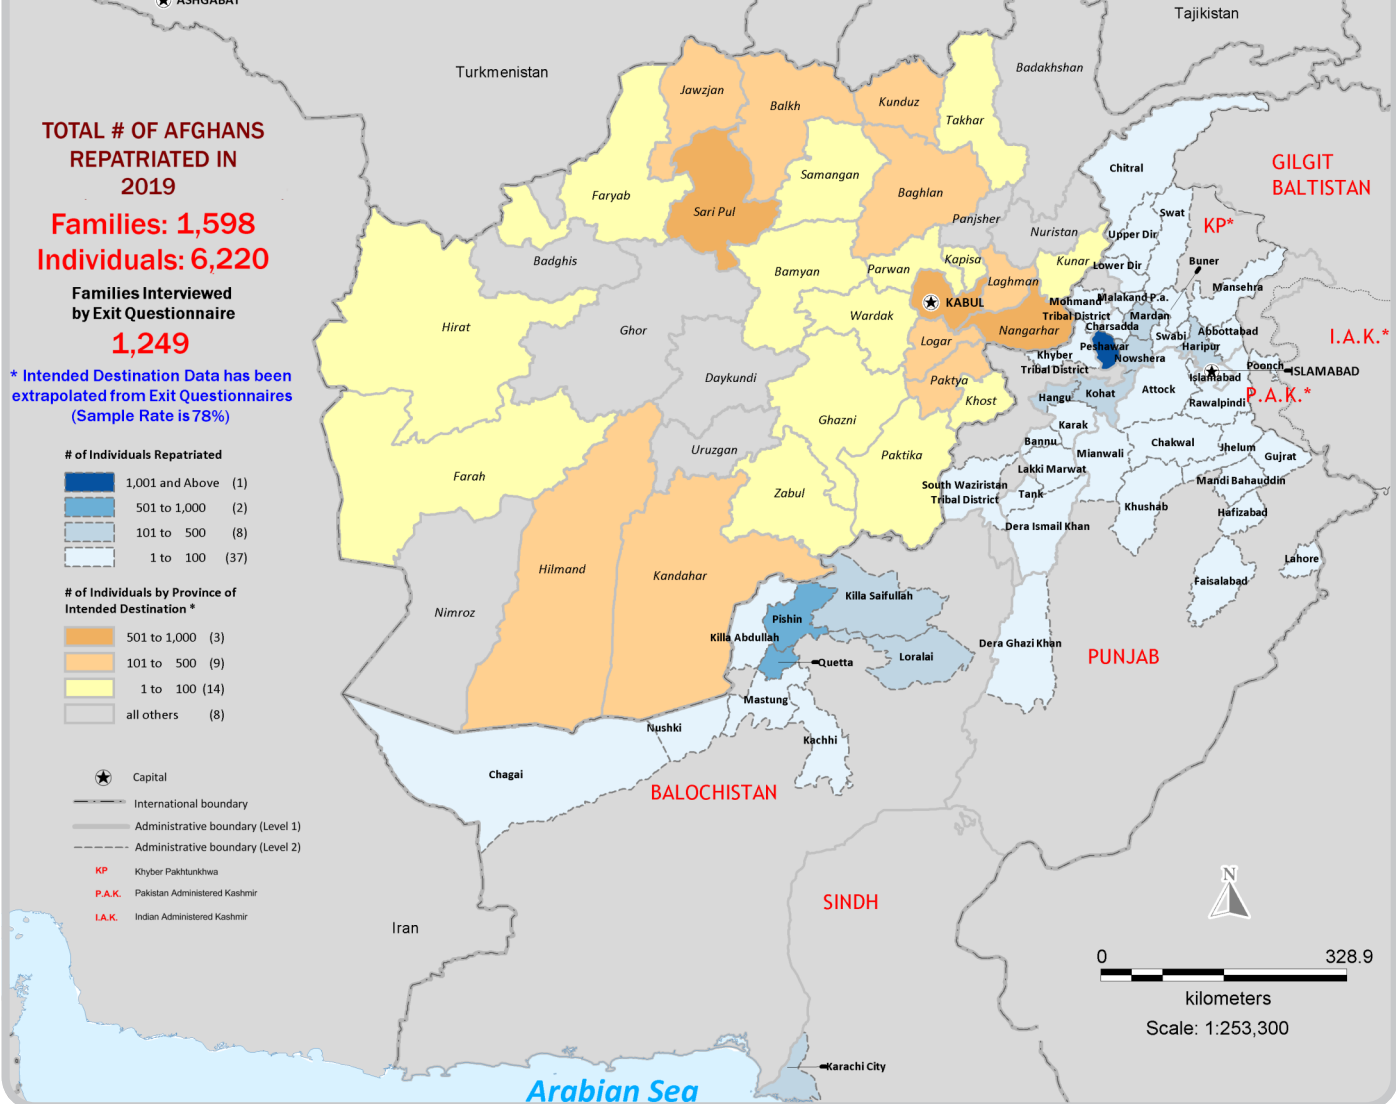 ASHGABAT
Tajikistan
Turkmenistan
Badakhshan
Jawzjan
Balkh
Kunduz
Takhar
TOTAL # OF AFGHANS
REPATRIATED IN
2019
Families: 1,598
Individuals: 6,220
Families Interviewed
by Exit Questionnaire
1,249
* Intended Destination Data has been
extrapolated from Exit Questionnaires
(Sample Rate is 78%)
GILGIT
BALTISTAN
Chitral
Faryab
Samangan
Baghlan
Sari Pul
Panjsher
Nuristan
Swat
KP*
Upper Dir
Badghis
Bamyan
Parwan
Kapisa
Kunar
Lower Dir
Buner
Laghman
Mansehra
KABUL
Mohmand
Tribal District
Malakand P.a.
Hirat
Ghor
Wardak
Nangarhar
Charsadda
Mardan
Abbottabad
Logar
Peshawar
Swabi
Haripur
I.A.K.*
Khyber
Tribal District
Nowshera
Poonch
ISLAMABAD
Islamabad
Daykundi
Paktya
Khost
Hangu
Kohat
Attock
Rawalpindi
P.A.K.*
Ghazni
Karak
Uruzgan
Paktika
Bannu
Mianwali
Chakwal
Jhelum
Gujrat
Farah
Lakki Marwat
South Waziristan
Tribal District
Tank
Mandi Bahauddin
Zabul
Khushab
Hafizabad
Dera Ismail Khan
Hilmand
Kandahar
Lahore
Faisalabad
Nimroz
Killa Saifullah
Pishin
Killa Abdullah
Dera Ghazi Khan
PUNJAB
Quetta
Loralai
Mastung
Nushki
Kachhi
Chagai
BALOCHISTAN
# of Individuals Repatriated
1,001 and Above (1)
501 to 1,000 (2)
101 to 500 (8)
1 to 100 (37)
# of Individuals by Province of
Intended Destination *
501 to 1,000 (3)
101 to 500 (9)
1 to 100 (14)
all others (8)
Capital
International boundary
Administrative boundary (Level 1)
Administrative boundary (Level 2)
KP Khyber Pakhtunkhwa
P.A.K. Pakistan Administered Kashmir
I.A.K. Indian Administered Kashmir
Iran
SINDH
N
0 328.9
kilometers
Scale: 1:253,300
Karachi City
Arabian Sea